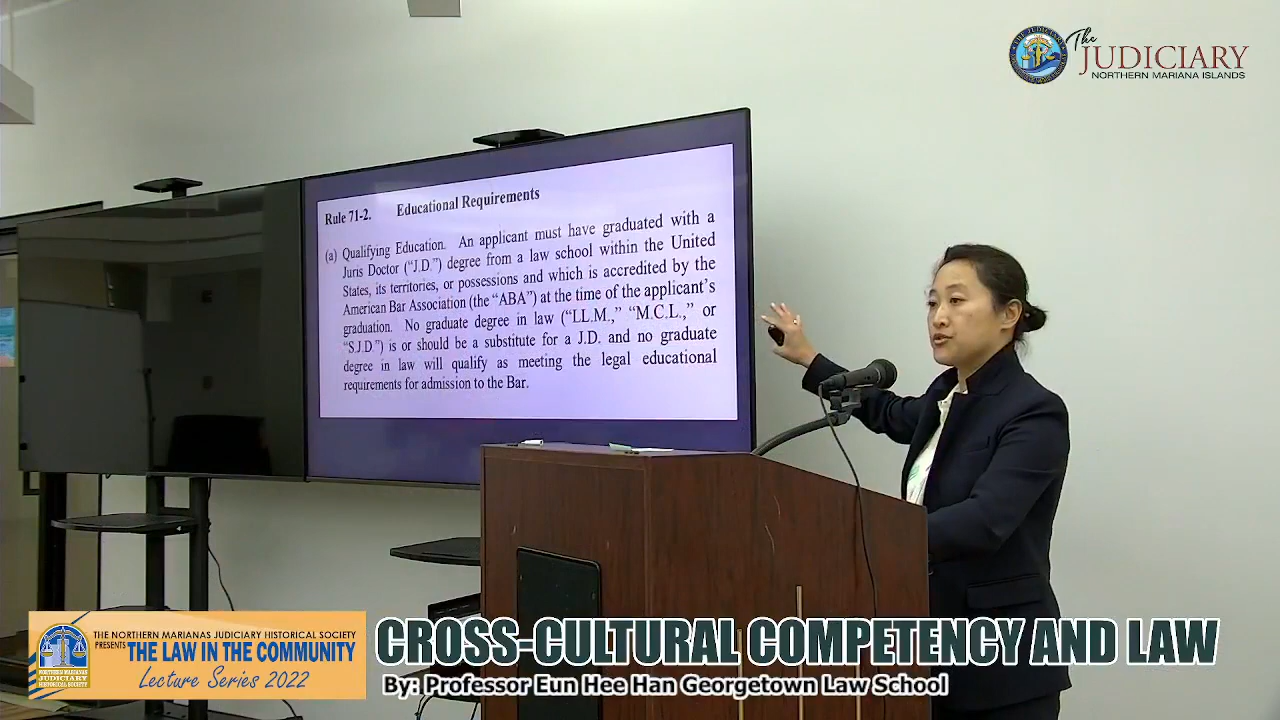 The
JUDICIARY
NORTHERN MARIANA ISLANDS
Rule 71-2. Educational Requirements
(a) Qualifying Education. An applicant must have graduated with a
Juris Doctor (“J.D.”) degree from a law school within the United
States, its territories, or possessions and which is accredited by the
American Bar Association (the “ABA”) at the time of the applicant’s
graduation. No graduate degree in law (“LL.M.,” “M.C.L.,” or
“S.J.D.”) is or should be a substitute for a J.D. and no graduate
degree in law will qualify as meeting the legal educational
requirements for admission to the Bar.
THE NORTHERN MARIANAS JUDICIARY HISTORICAL SOCIETY
PRESENTS THE LAW IN THE COMMUNITY
Lecture Series 2022
NORTHERN MARIANAS
JUDICIARY
HISTORICAL SOCIETY
CROSS-CULTURAL COMPETENCY AND LAW
By: Professor Eun Hee Han Georgetown Law School